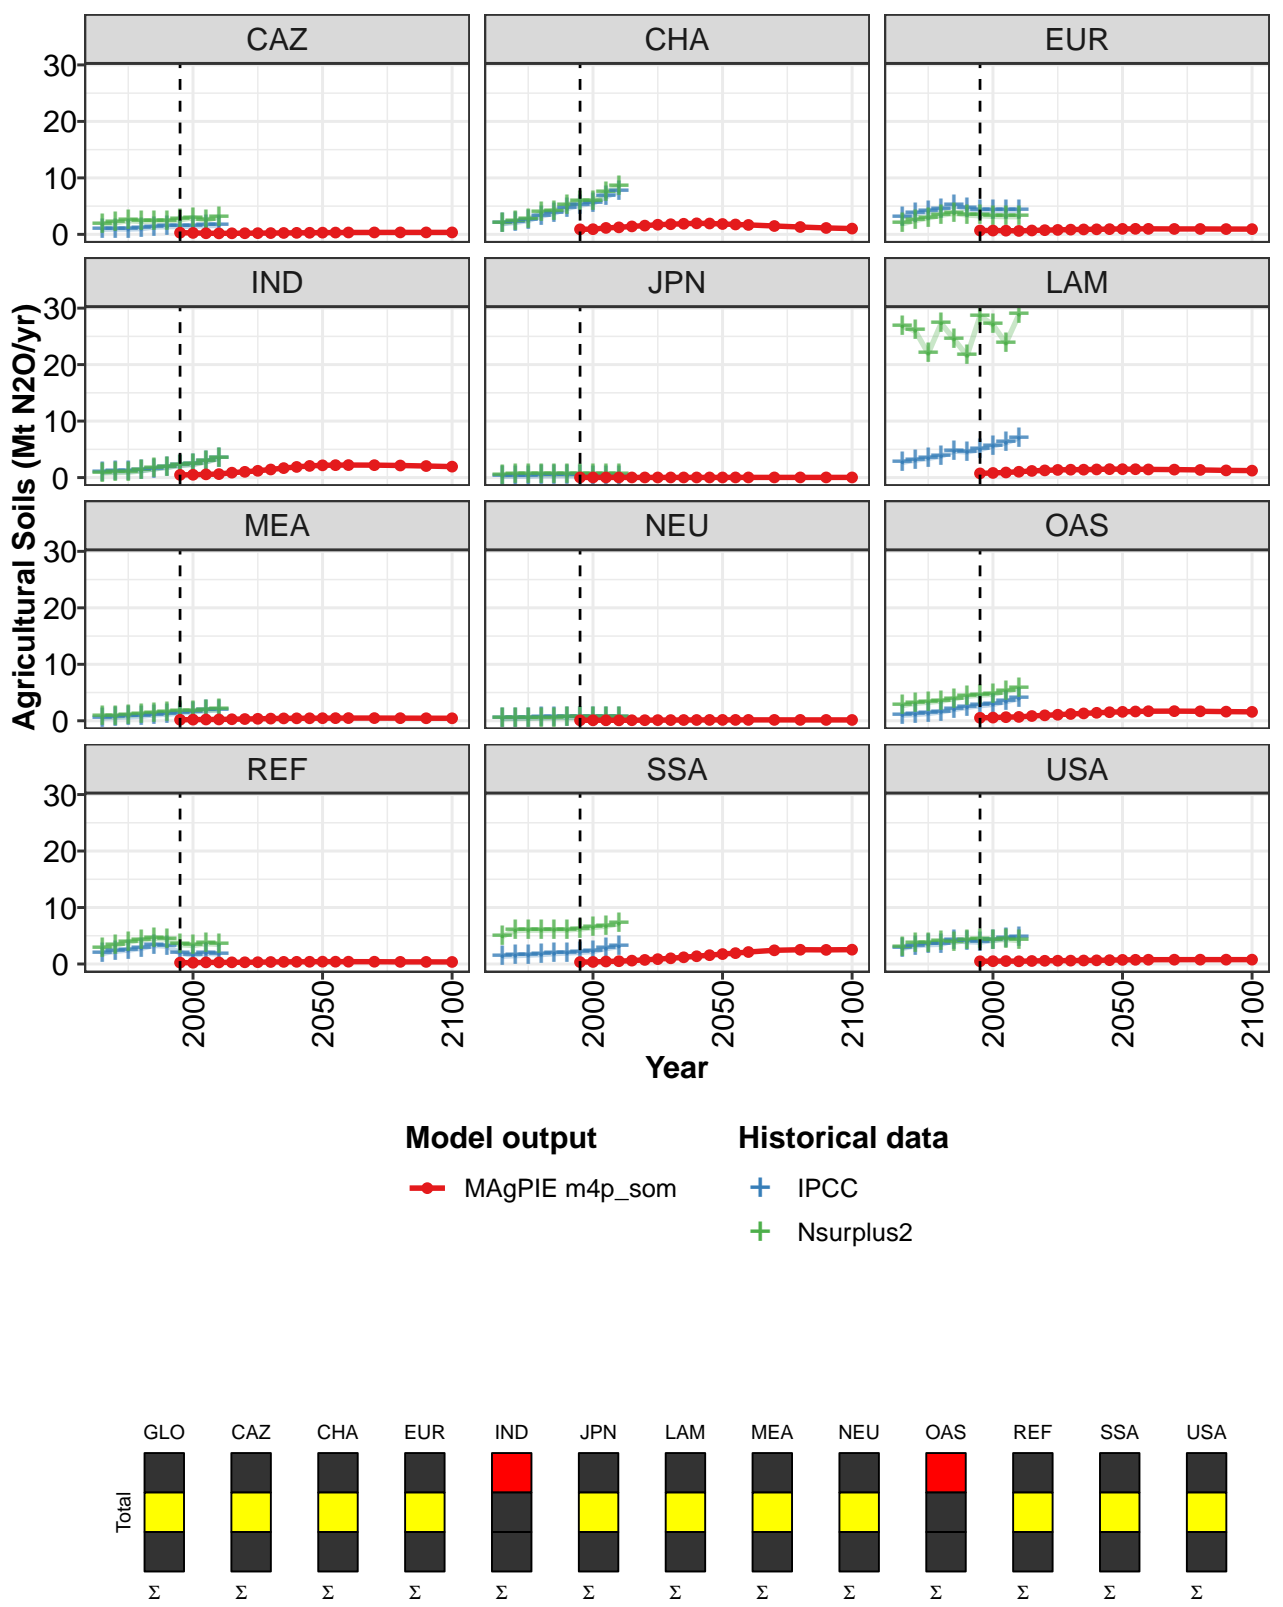 CAZ CHA EUR
30
20
10
0
IND JPN LAM
30
20
10
0
MEA NEU OAS
30
20
10
0
REF SSA USA
30
20
10
0
Agricultural Soils (Mt N2O/yr)
2000 2050 2100 2000 2050 2100 2000 2050 2100
Year
Model output Historical data
MAgPIE m4p_som IPCC
Nsurplus2
GLO CAZ CHA EUR IND JPN LAM MEA NEU OAS REF SSA USA
Total
Σ Σ Σ Σ Σ Σ Σ Σ Σ Σ Σ Σ Σ